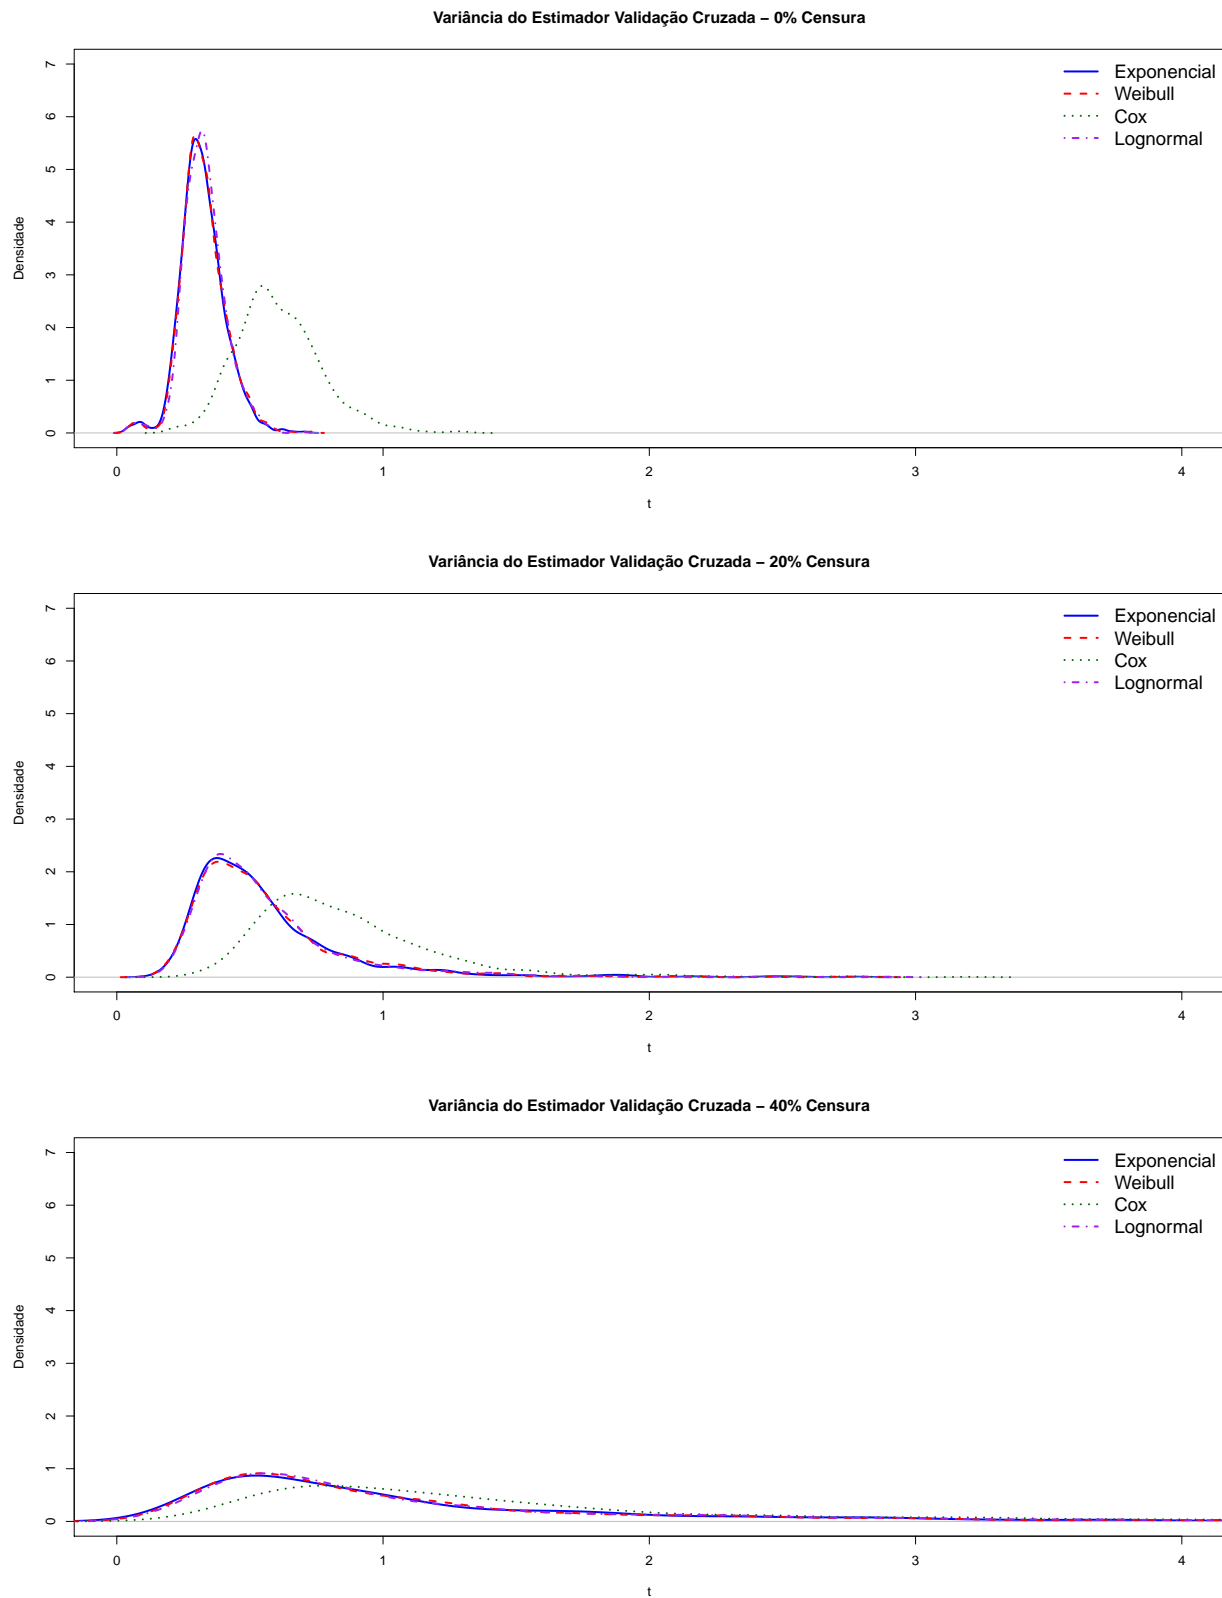 Variância do Estimador Validação Cruzada – 0% Censura
Exponencial
Weibull
Cox
Lognormal
Densidade
7
6
5
4
3
2
1
0
0 1 2 3 4
t
Variância do Estimador Validação Cruzada – 20% Censura
Exponencial
Weibull
Cox
Lognormal
Densidade
7
6
5
4
3
2
1
0
0 1 2 3 4
t
Variância do Estimador Validação Cruzada – 40% Censura
Exponencial
Weibull
Cox
Lognormal
Densidade
7
6
5
4
3
2
1
0
0 1 2 3 4
t